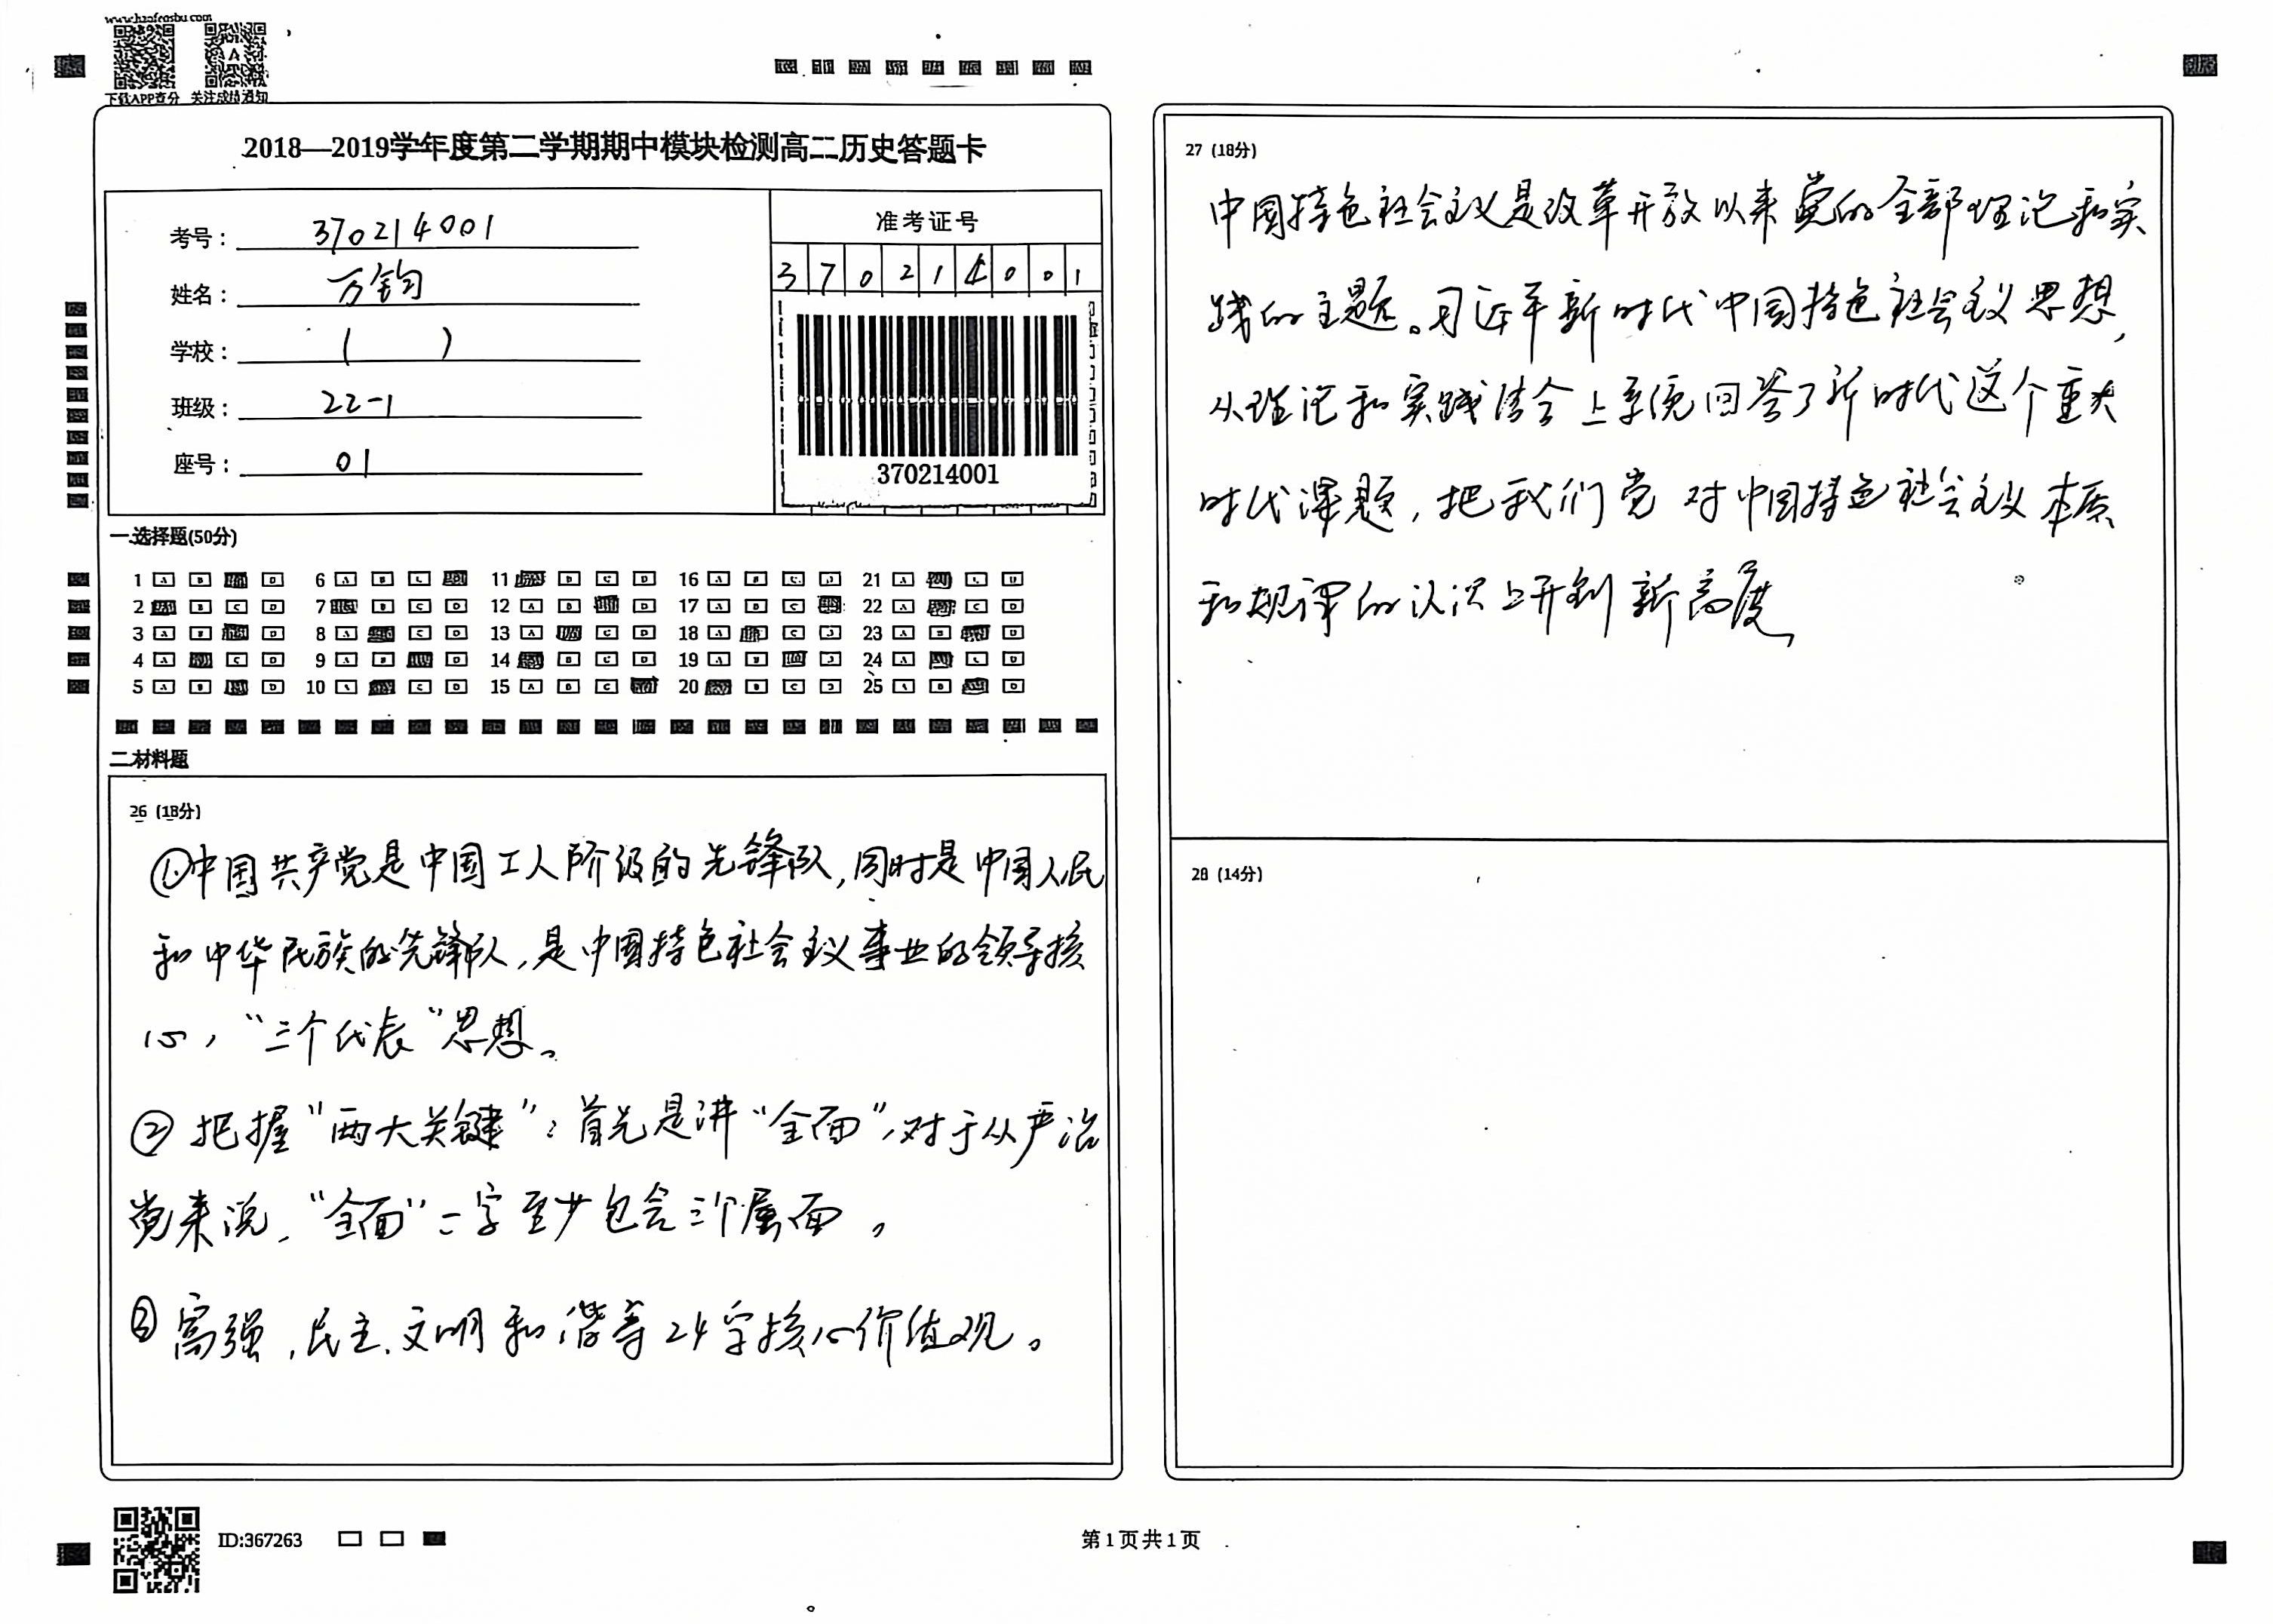 www.haofenshu.com
下载APP查分 关注成绩通知
2018—2019学年度第二学期期中模块检测高二历史答题卡
考号： 370214001
姓名： 万钧
学校： ( )
班级： 22-1
座号： 01
准考证号
3 7 0 2 1 4 0 0 1
370214001
一.选择题(50分)
1 A B D 6 A B C 11 B C D 16 A B C D 21 A C D
2 B C D 7 B C D 12 A B D 17 A B C 22 A C D
3 A B D 8 A C D 13 A C D 18 A C D 23 A B D
4 A C D 9 A B D 14 B C D 19 A B D 24 A C D
5 A B D 10 A C D 15 A B C 20 B C D 25 A B D
二.材料题
26 (18分)
①中国共产党是中国工人阶级的先锋队,同时是中国人民
和中华民族的先锋队,是中国特色社会主义事业的领导核
心,“三个代表”思想。
② 把握“两大关键”：首先是讲“全面”,对于从严治
党来说,“全面”二字至少包含三个层面。
③ 富强,民主.文明和谐等24字核心价值观。
27 (18分)
中国特色社会主义是改革开放以来党的全部理论和实
践的主题。习近平新时代中国特色社会主义思想,
从理论和实践结合上系统回答了新时代这个重大
时代课题,把我们党对中国特色社会主义本质
和规律的认识上升到新高度,
28 (14分)
ID:367263
第1页共1页